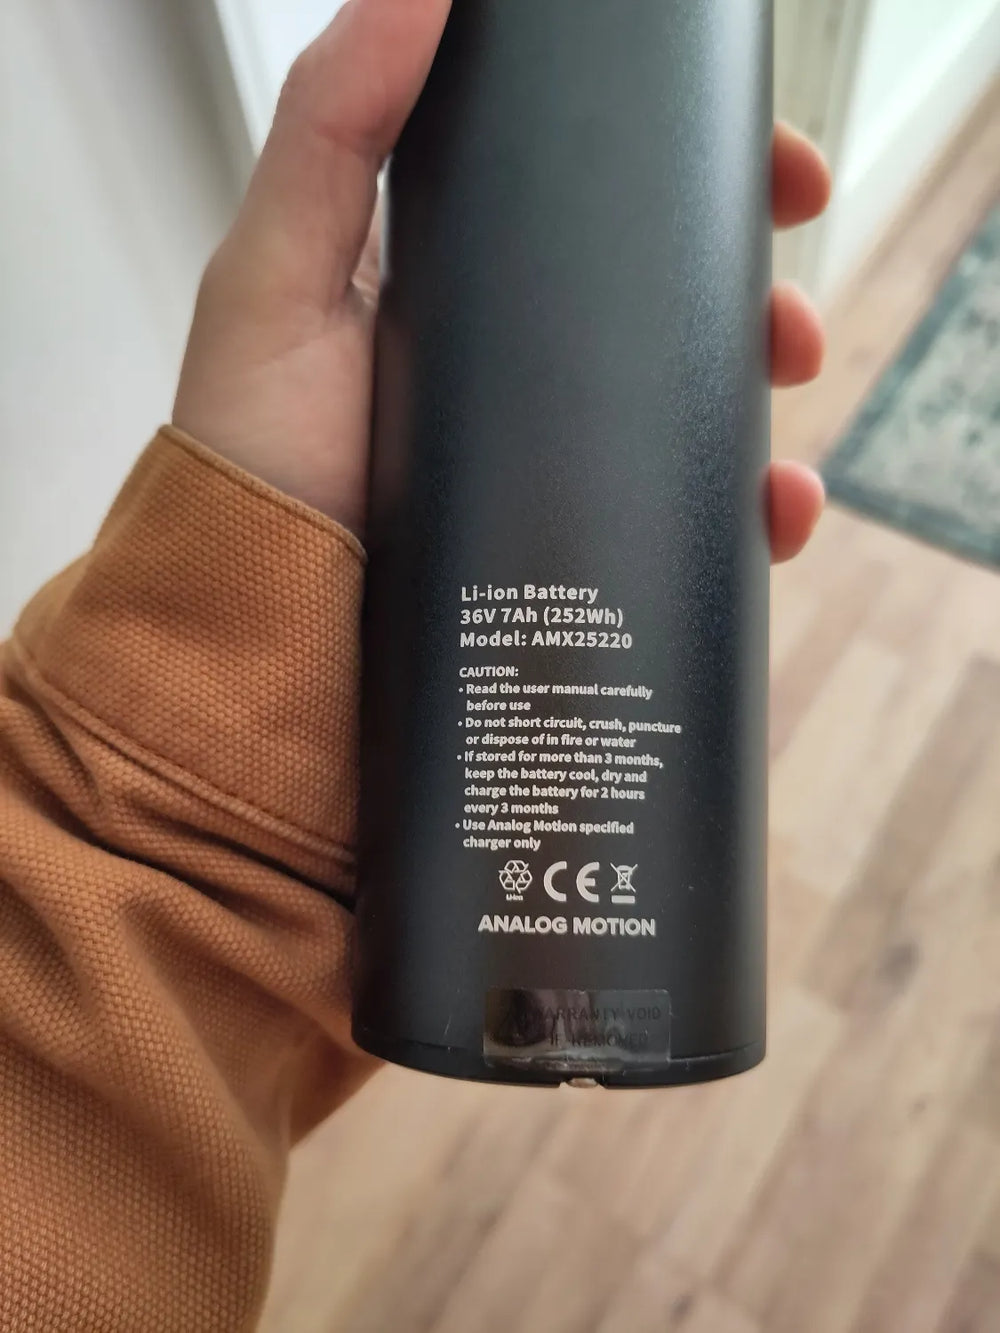 Li-ion Battery
36V 7Ah (252Wh)
Model: AMX25220
CAUTION:
• Read the user manual carefully
before use
• Do not short circuit, crush, puncture
or dispose of in fire or water
• If stored for more than 3 months,
keep the battery cool, dry and
charge the battery for 2 hours
every 3 months
• Use Analog Motion specified
charger only
Li-ion
CE
ANALOG MOTION
WARRANTY VOID
IF REMOVED